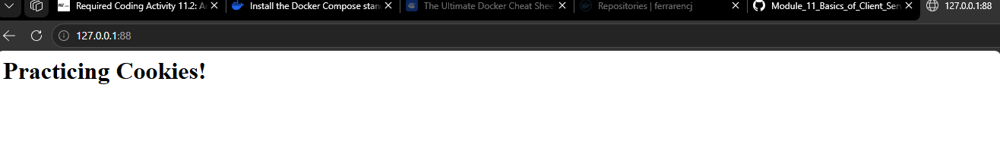 Required Coding Activity 11.2: A
Install the Docker Compose stan
The Ultimate Docker Cheat Shee
Repositories | ferrarencj
Module_11_Basics_of_Client_Ser
127.0.0.1:88
127.0.0.1:88
Practicing Cookies!